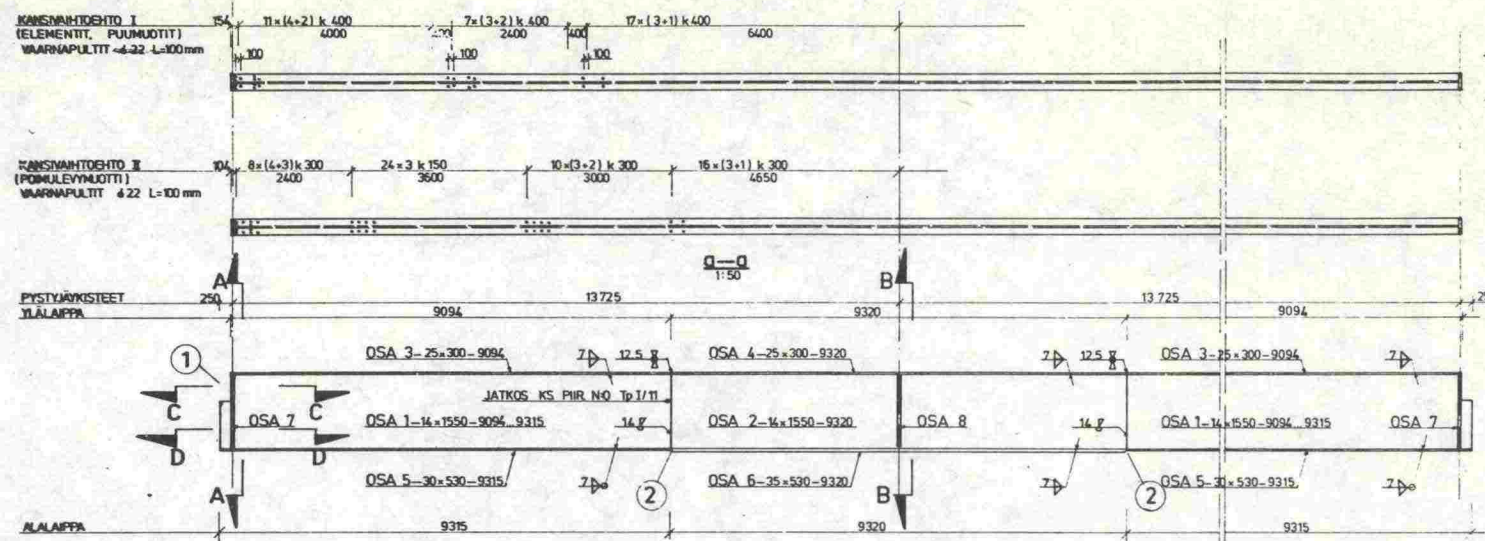 KANSIVAIHTOEHTO I 154 11×(4+2) k 400 7×(3+2) k 400 17×(3+1) k 400
(ELEMENTIT, PUUMUOTIT) 4000 2400 400 6400
VAARNAPULTIT ϕ 22 L=100 mm
100 100 100
KANSIVAIHTOEHTO II 104 8×(4+3) k 300 24×3 k 150 10×(3+2) k 300 16×(3+1) k 300
(POIMULEVYMUOTTI) 2400 3600 3000 4650
VAARNAPULTIT ϕ 22 L=100 mm
a—a
1:50
A B
PYSTYJÄYKISTEET 250 13725 13 725
YLÄLAIPPA 9094 9320 9094
1 OSA 3–25×300–9094 7 12.5 OSA 4–25×300–9320 7 12.5 OSA 3–25×300–9094 7
JATKOS KS PIIR. N:O Tp I/11
C C
OSA 7 OSA 1–14×1550–9094...9315 14 OSA 2–14×1550–9320 OSA 8 14 OSA 1–14×1550–9094...9315 OSA 7
D D
A OSA 5–30×530–9315 7 2 OSA 6–35×530–9320 B 7 2 OSA 5–30×530–9315 7
ALALAIPPA 9315 9320 9315